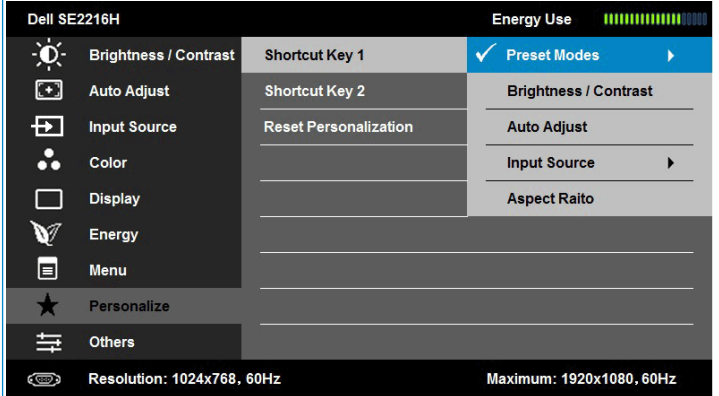 Dell SE2216H Energy Use
Brightness / Contrast Shortcut Key 1 Preset Modes
Auto Adjust Shortcut Key 2 Brightness / Contrast
Input Source Reset Personalization Auto Adjust
Color Input Source
Display Aspect Raito
Energy
Menu
Personalize
Others
Resolution: 1024x768, 60Hz Maximum: 1920x1080, 60Hz